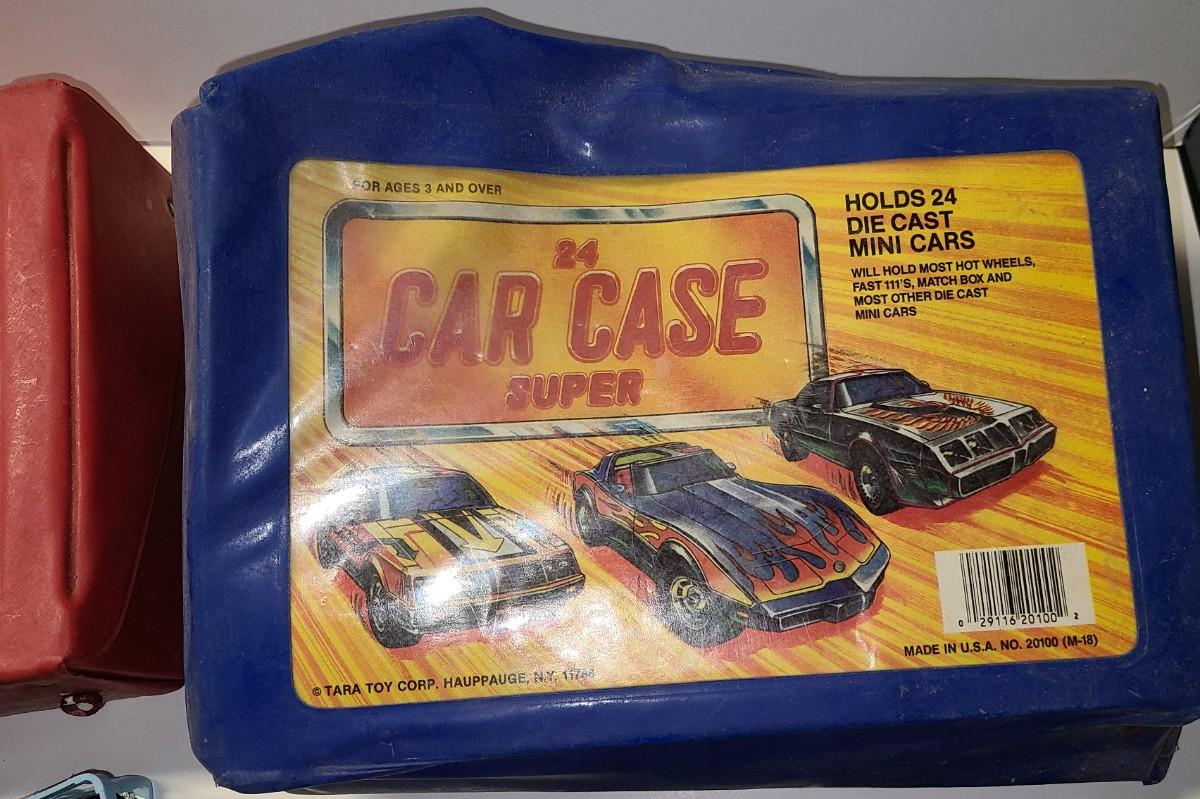 FOR AGES 3 AND OVER
24
CAR CASE
SUPER
HOLDS 24
DIE CAST
MINI CARS
WILL HOLD MOST HOT WHEELS,
FAST 111'S, MATCH BOX AND
MOST OTHER DIE CAST
MINI CARS
0 29116 20100 2
MADE IN U.S.A. NO. 20100 (M-18)
© TARA TOY CORP. HAUPPAUGE, N.Y.